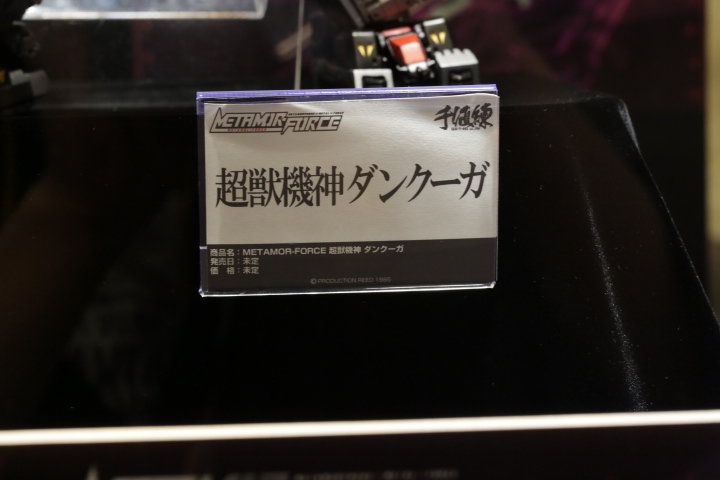 METAMOR-FORCE
千値練
超獣機神ダンクーガ
商品名：METAMOR-FORCE 超獣機神 ダンクーガ
発売日：未定
価　格：未定
©PRODUCTION REED 1985